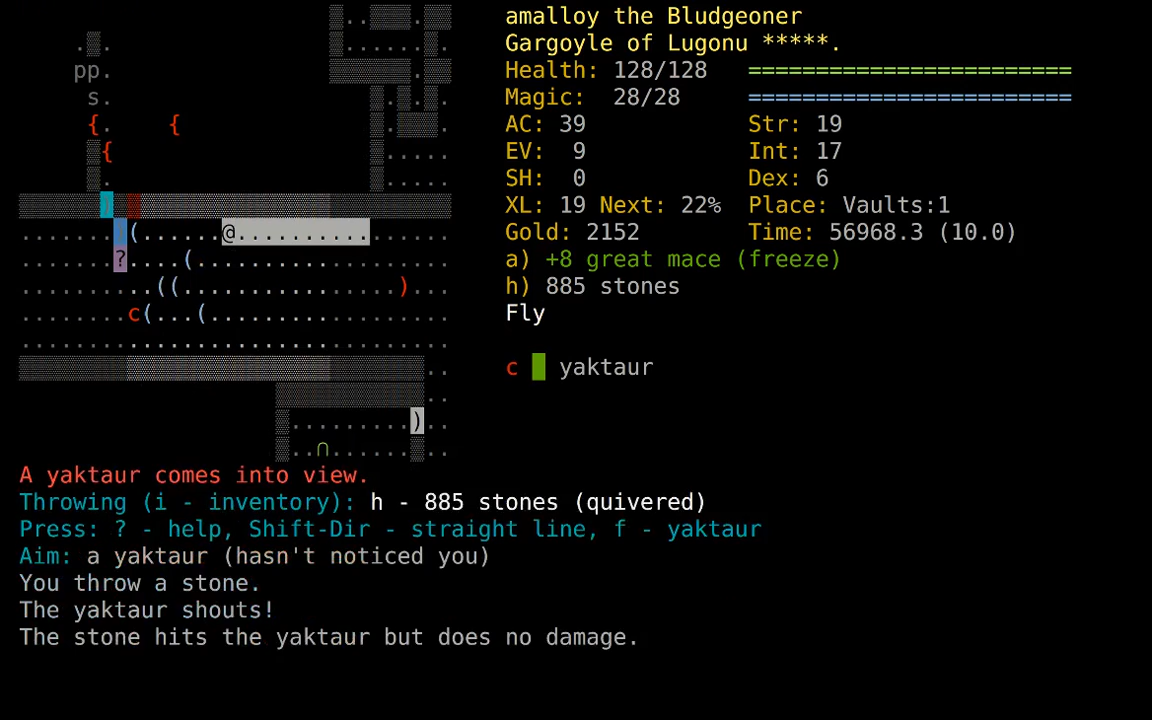 amalloy the Bludgeoner
Gargoyle of Lugonu *****.
Health: 128/128 ========================
Magic: 28/28 ========================
AC: 39 Str: 19
EV: 9 Int: 17
SH: 0 Dex: 6
XL: 19 Next: 22% Place: Vaults:1
Gold: 2152 Time: 56968.3 (10.0)
a) +8 great mace (freeze)
h) 885 stones
Fly
c yaktaur
A yaktaur comes into view.
Throwing (i - inventory): h - 885 stones (quivered)
Press: ? - help, Shift-Dir - straight line, f - yaktaur
Aim: a yaktaur (hasn't noticed you)
You throw a stone.
The yaktaur shouts!
The stone hits the yaktaur but does no damage.